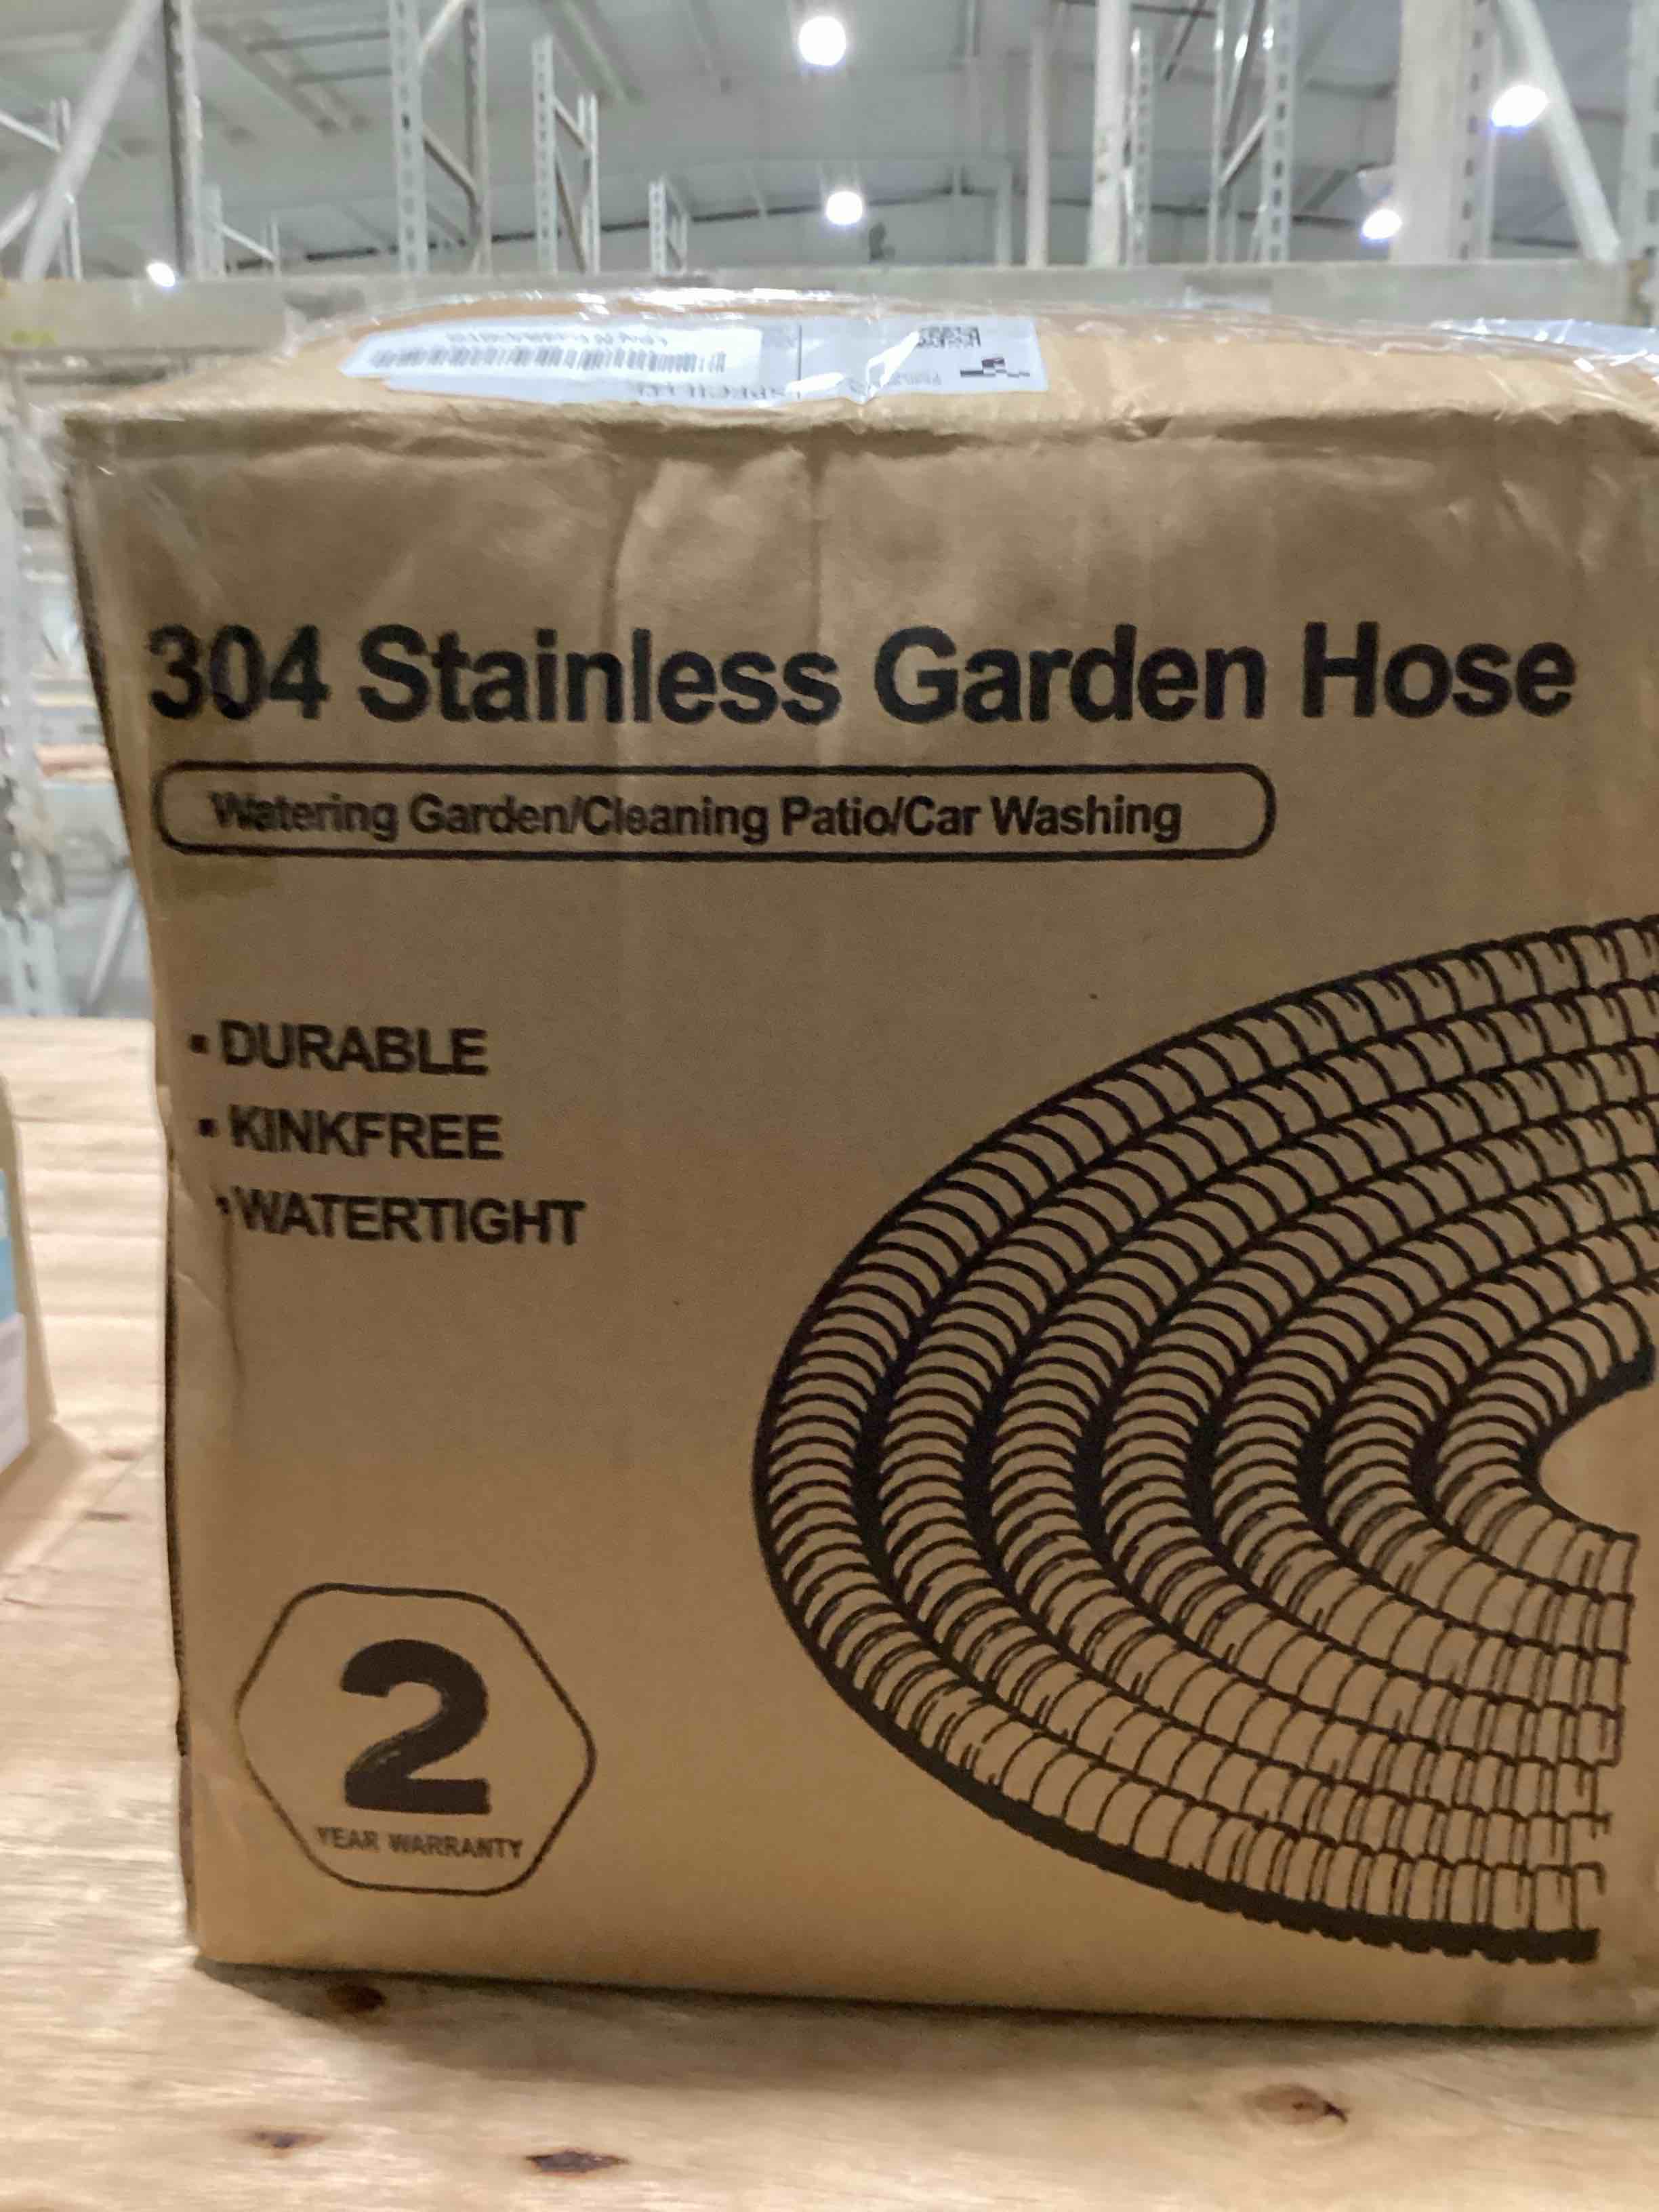 304 Stainless Garden Hose
Watering Garden/Cleaning Patio/Car Washing
▪ DURABLE
▪ KINKFREE
▪ WATERTIGHT
2
YEAR WARRANTY